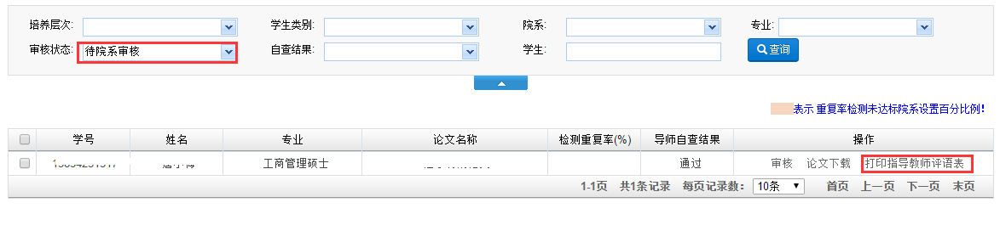 培养层次: 学生类别: 院系: 专业:
审核状态: 待院系审核 自查结果: 学生: 查询
表示 重复率检测未达标院系设置百分比例!
学号 姓名 专业 论文名称 检测重复率(%) 导师自查结果 操作
工商管理硕士 通过 审核 论文下载 打印指导教师评语表
1-1页 共1条记录 每页记录数: 10条 首页 上一页 下一页 末页